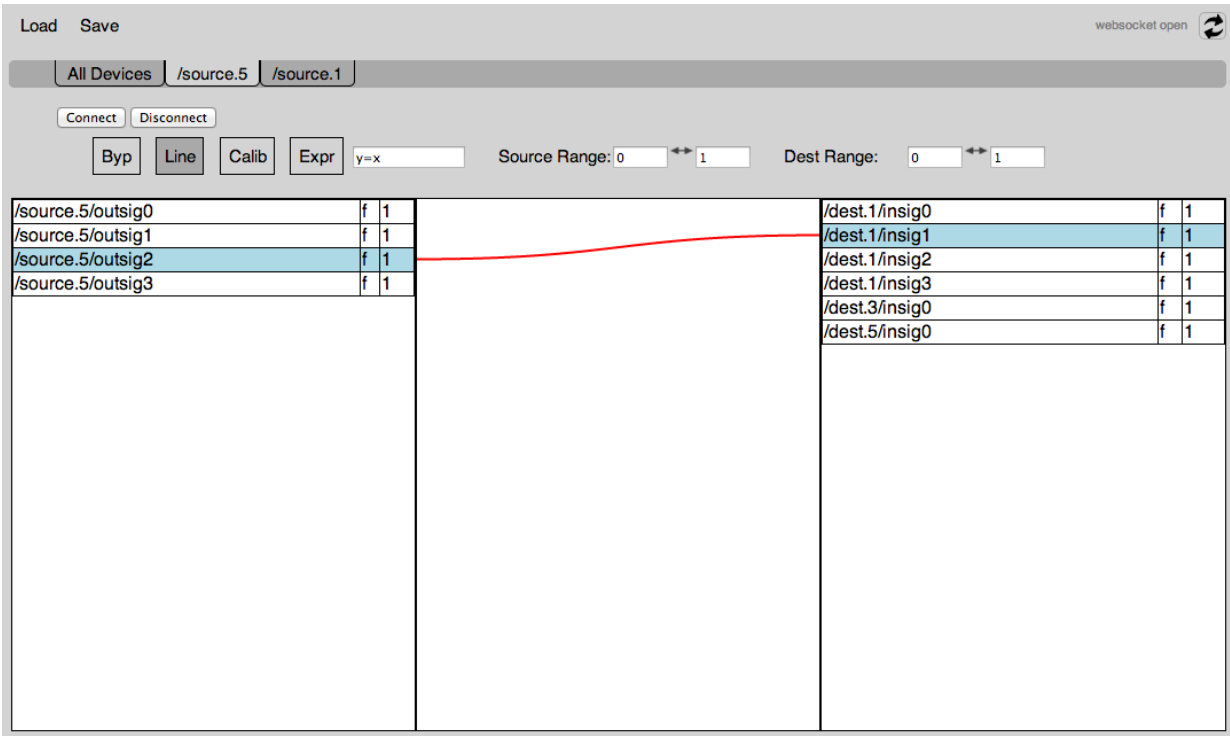 Load Save websocket open
All Devices /source.5 /source.1
Connect Disconnect
Byp Line Calib Expr y=x Source Range: 0 1 Dest Range: 0 1
/source.5/outsig0 f 1 /dest.1/insig0 f 1
/source.5/outsig1 f 1 /dest.1/insig1 f 1
/source.5/outsig2 f 1 /dest.1/insig2 f 1
/source.5/outsig3 f 1 /dest.1/insig3 f 1
/dest.3/insig0 f 1
/dest.5/insig0 f 1